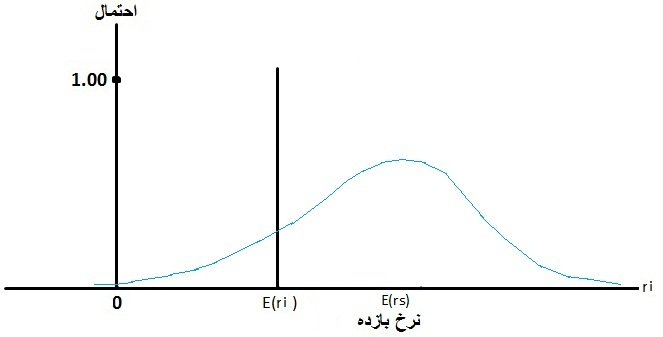 احتمال
1.00
ri
0
E(ri )
E(rs)
نرخ بازده